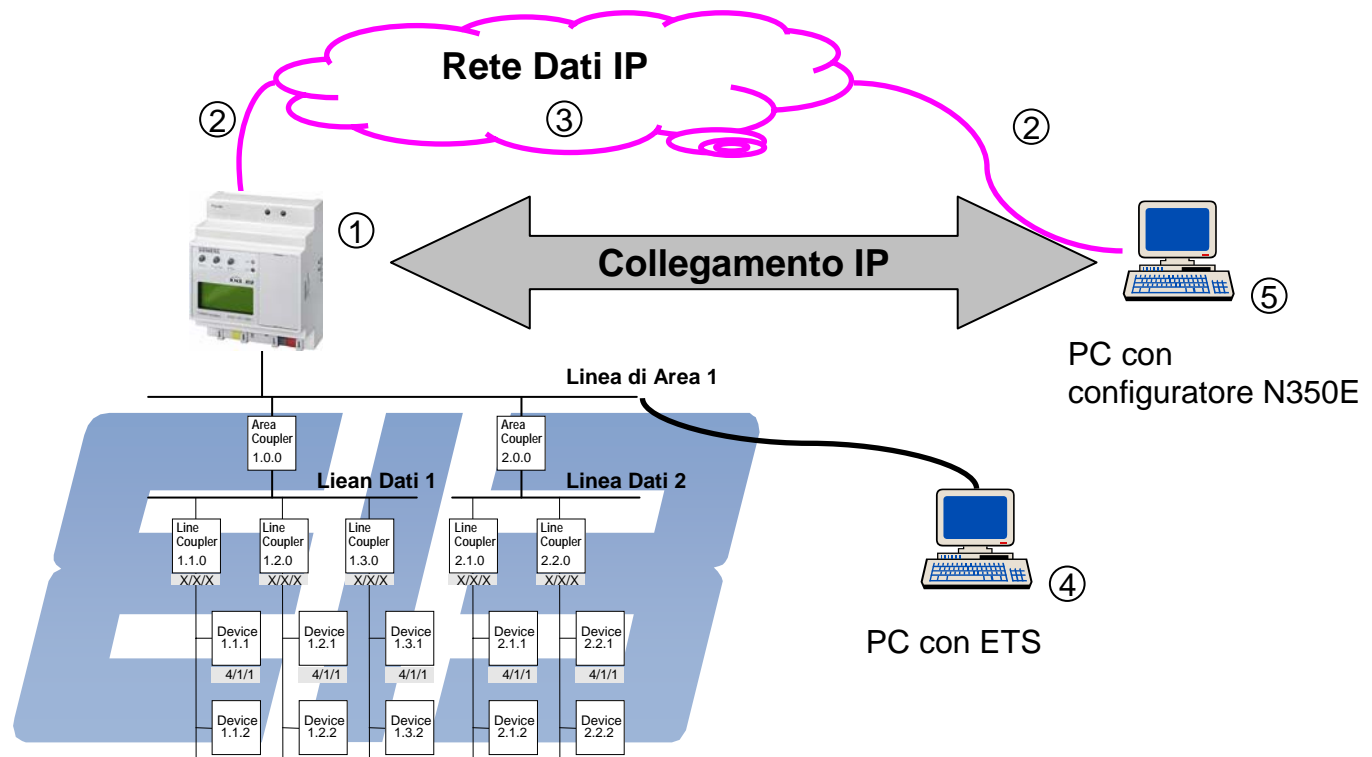 Rete Dati IP
2
3
2
1
SIEMENS
Collegamento IP
5
PC con
configuratore N350E
Linea di Area 1
Area
Coupler
1.0.0
Area
Coupler
2.0.0
Liean Dati 1
Linea Dati 2
Line
Coupler
1.1.0
X/X/X
Line
Coupler
1.2.0
X/X/X
Line
Coupler
1.3.0
X/X/X
Line
Coupler
2.1.0
X/X/X
Line
Coupler
2.2.0
X/X/X
4
PC con ETS
Device
1.1.1
4/1/1
Device
1.2.1
4/1/1
Device
1.3.1
4/1/1
Device
2.1.1
4/1/1
Device
2.2.1
4/1/1
Device
1.1.2
Device
1.2.2
Device
1.3.2
Device
2.1.2
Device
2.2.2
EIB